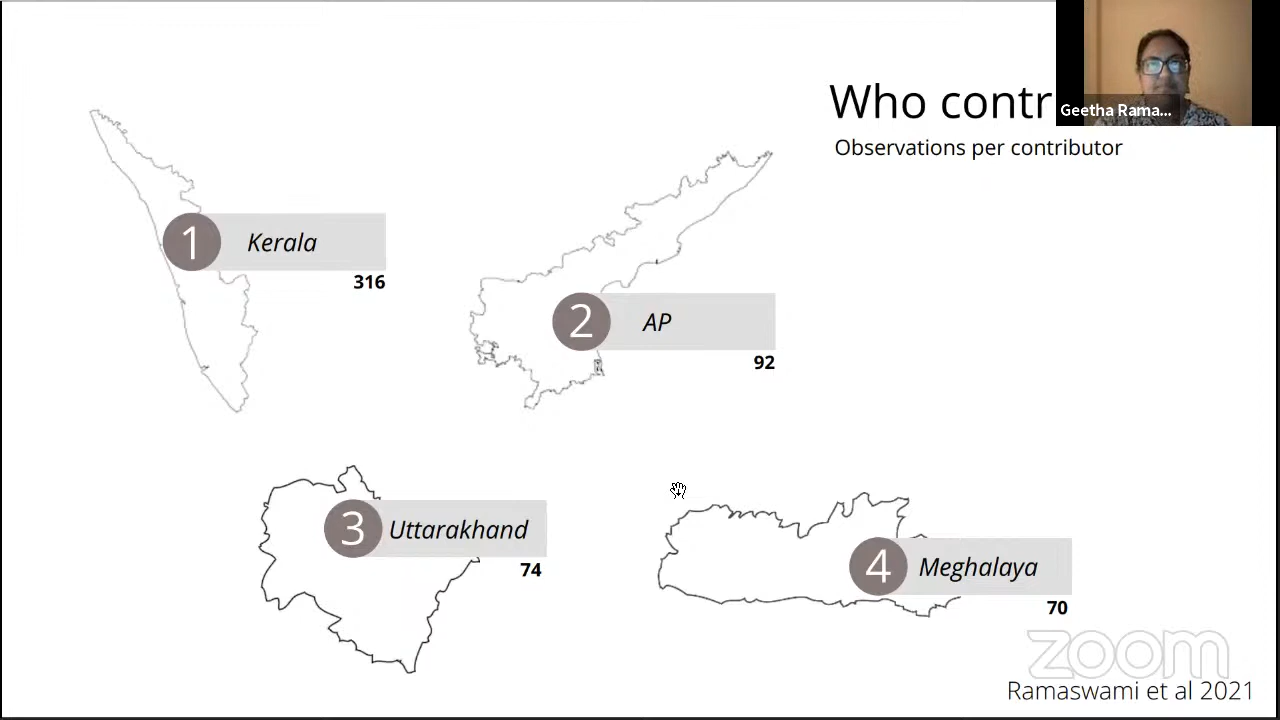 Who contr
Geetha Rama...
Observations per contributor
1 Kerala
316
2 AP
92
3 Uttarakhand
74
4 Meghalaya
70
zoom
Ramaswami et al 2021